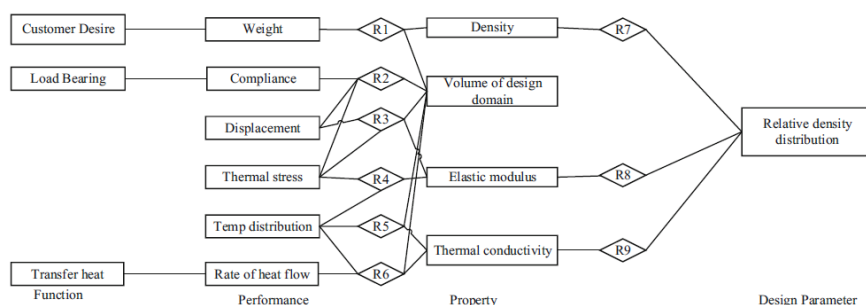 Customer Desire
Weight
R1
Density
R7
Load Bearing
Compliance
R2
Volume of design
domain
Displacement
R3
Relative density
distribution
Thermal stress
R4
Elastic modulus
R8
Temp distribution
R5
Thermal conductivity
R9
Transfer heat
Rate of heat flow
R6
Function
Performance
Property
Design Parameter